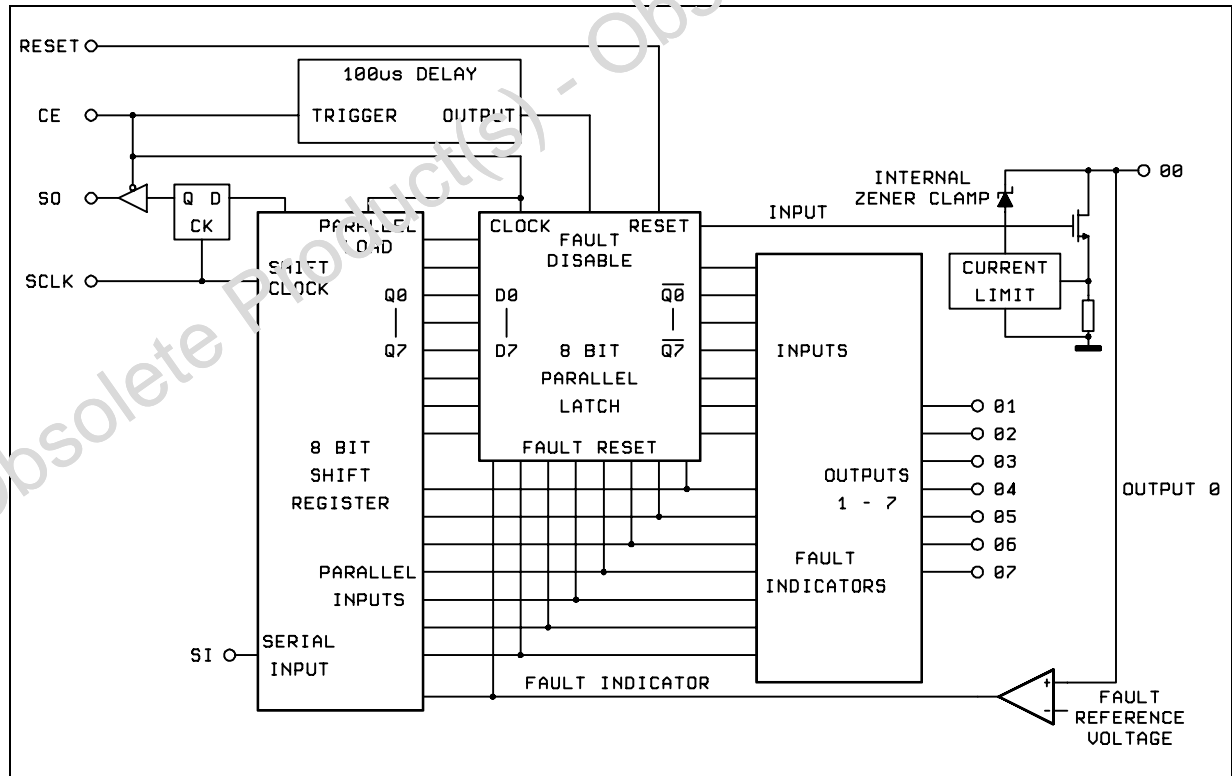 RESET
100us DELAY
CE
TRIGGER
OUTPUT
SO
Q D
CK
INTERNAL
ZENER CLAMP
00
INPUT
PARALLEL
LOAD
CLOCK
RESET
FAULT
DISABLE
SCLK
SHIFT
CLOCK
CURRENT
LIMIT
Q0
D0
Q0
Q7
D7
8 BIT
Q7
PARALLEL
LATCH
INPUTS
01
02
03
04
05
06
07
FAULT RESET
8 BIT
SHIFT
REGISTER
OUTPUTS
1 - 7
OUTPUT 0
FAULT
INDICATORS
PARALLEL
INPUTS
SI
SERIAL
INPUT
FAULT INDICATOR
+
-
FAULT
REFERENCE
VOLTAGE
Obsolete Product(s) - Obs